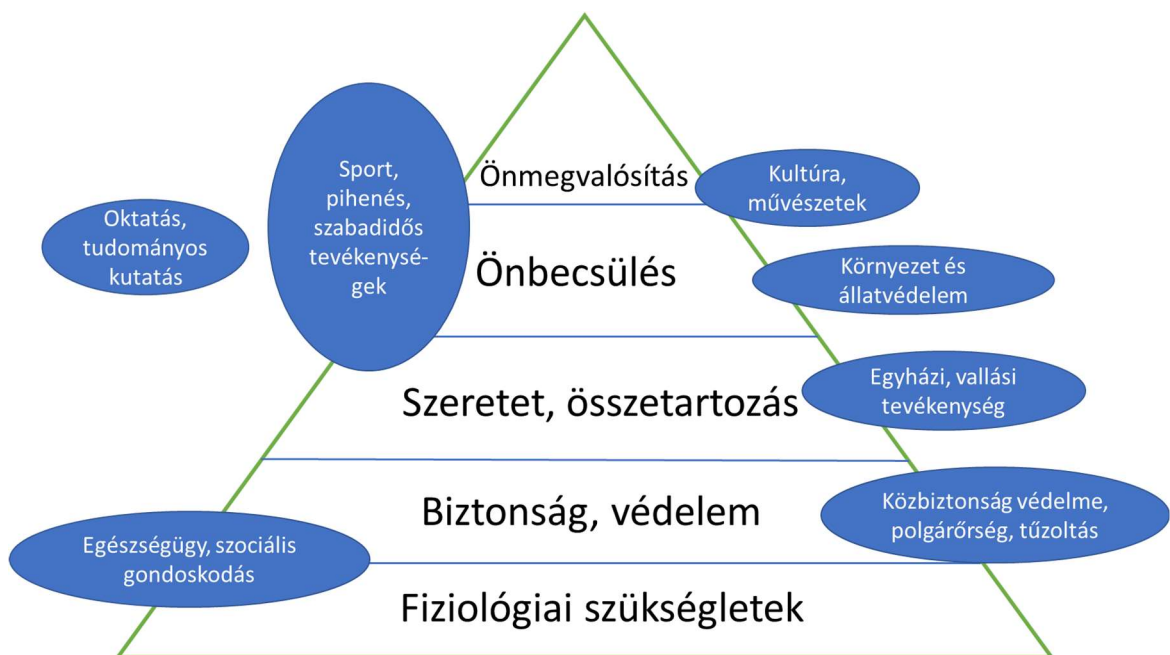 Sport,
pihenés,
szabadidős
tevékenysé-
gek
Önmegvalósítás
Kultúra,
művészetek
Oktatás,
tudományos
kutatás
Önbecsülés
Környezet és
állatvédelem
Szeretet, összetartozás
Egyházi, vallási
tevékenység
Biztonság, védelem
Közbiztonság védelme,
polgárőrség, tűzoltás
Egészségügy, szociális
gondoskodás
Fiziológiai szükségletek